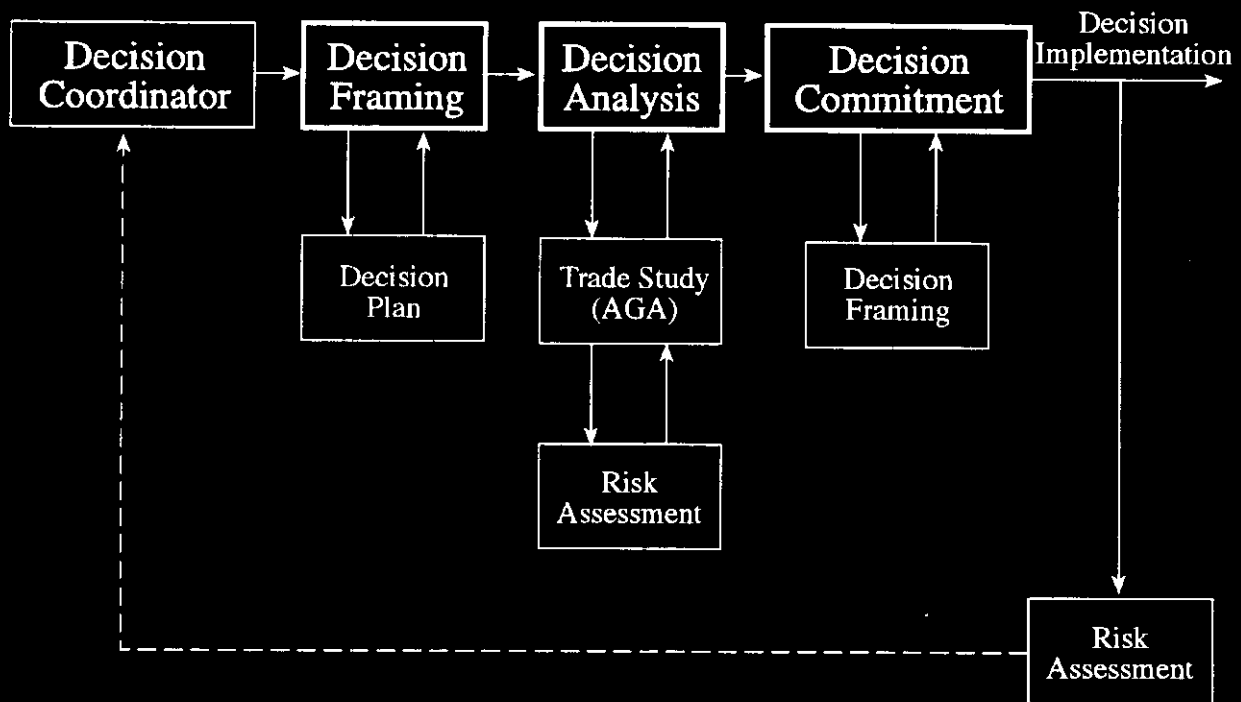 Decision
Coordinator
Decision
Framing
Decision
Analysis
Decision
Commitment
Decision
Implementation
Decision
Plan
Trade Study
(AGA)
Decision
Framing
Risk
Assessment
Risk
Assessment